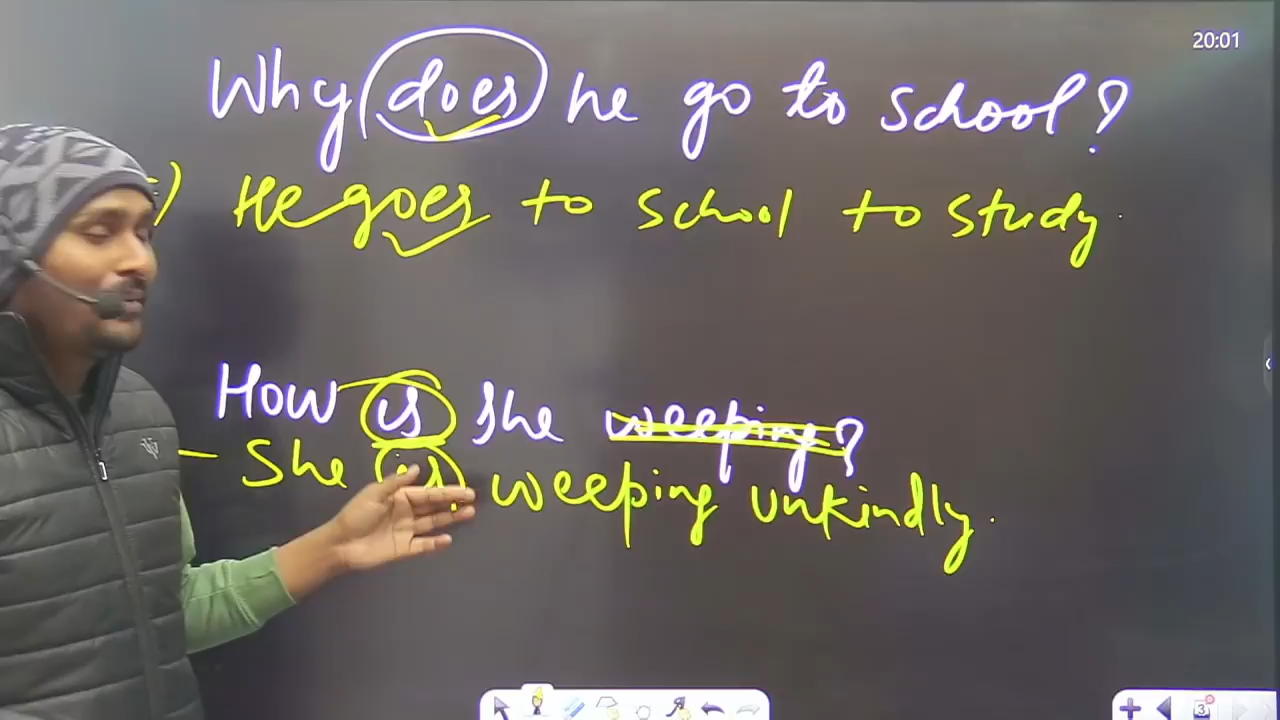 20:01
Why does he go to school?
He goes to school to study.
How is she weeping?
- She is weeping unkindly.
3